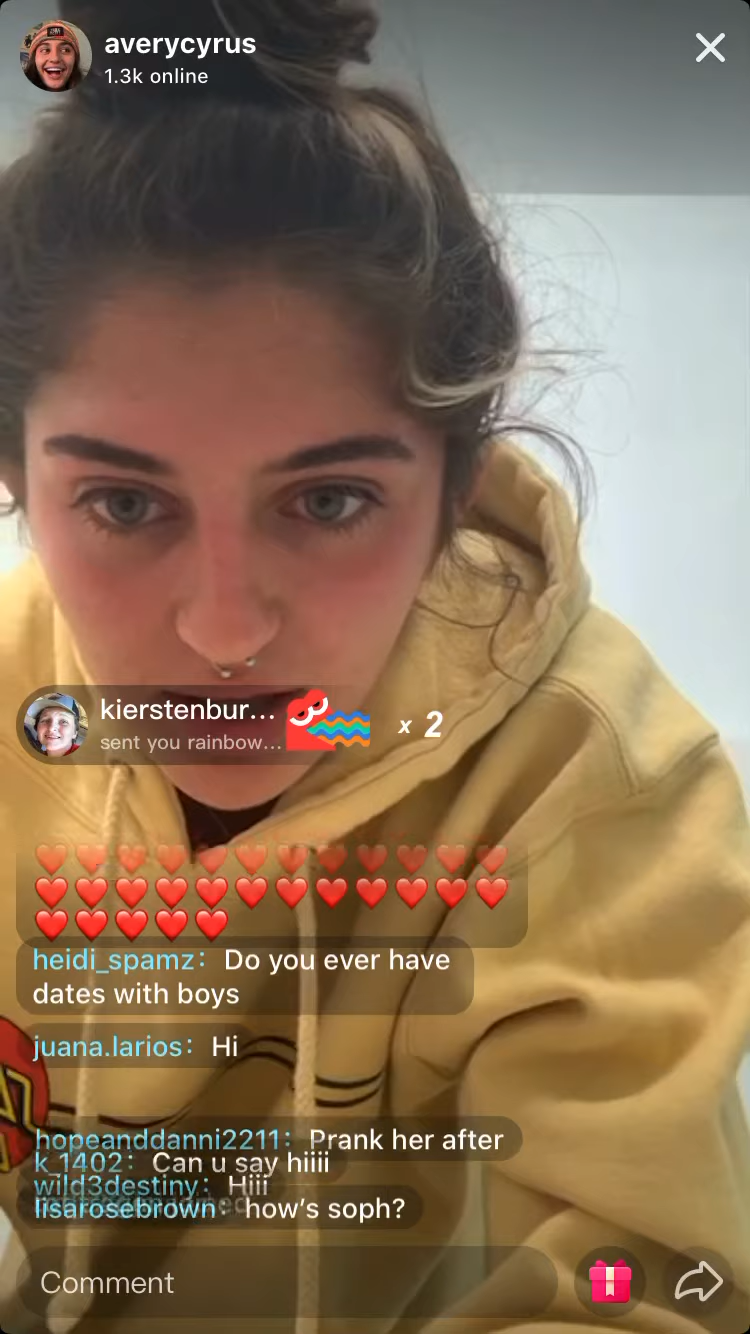 averycyrus
1.3k online
kierstenbur...
sent you rainbow...
x 2
heidi_spamz: Do you ever have
dates with boys
juana.larios: Hi
hopeanddanni2211: Prank her after
k_1402: Can u say hiiii
wild3destiny: Hiii
lisarosebrown: how's soph?
Comment